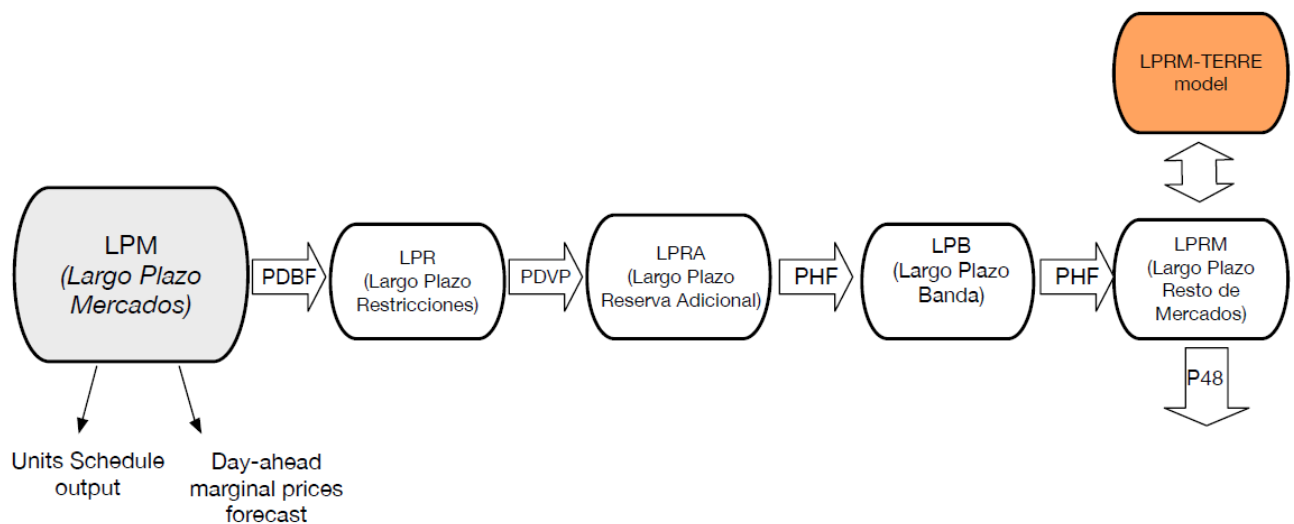 LPRM-TERRE
model
LPM
(Largo Plazo
Mercados)
PDBF
LPR
(Largo Plazo
Restricciones)
PDVP
LPRA
(Largo Plazo
Reserva Adicional)
PHF
LPB
(Largo Plazo
Banda)
PHF
LPRM
(Largo Plazo
Resto de
Mercados)
P48
Units Schedule
output
Day-ahead
marginal prices
forecast